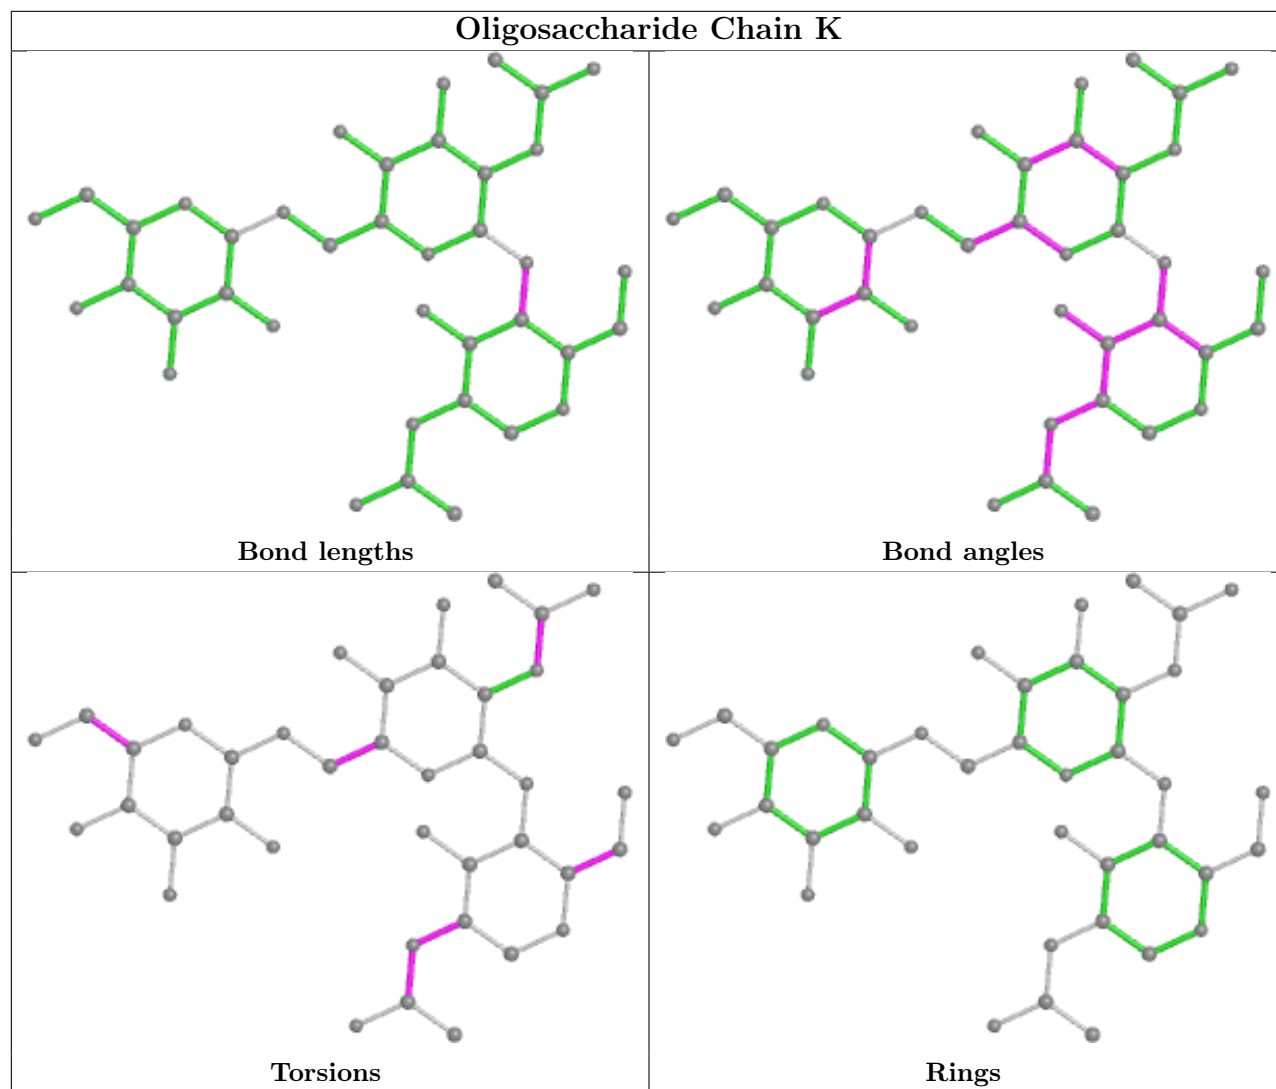 Oligosaccharide Chain K
Bond lengths
Bond angles
Torsions
Rings